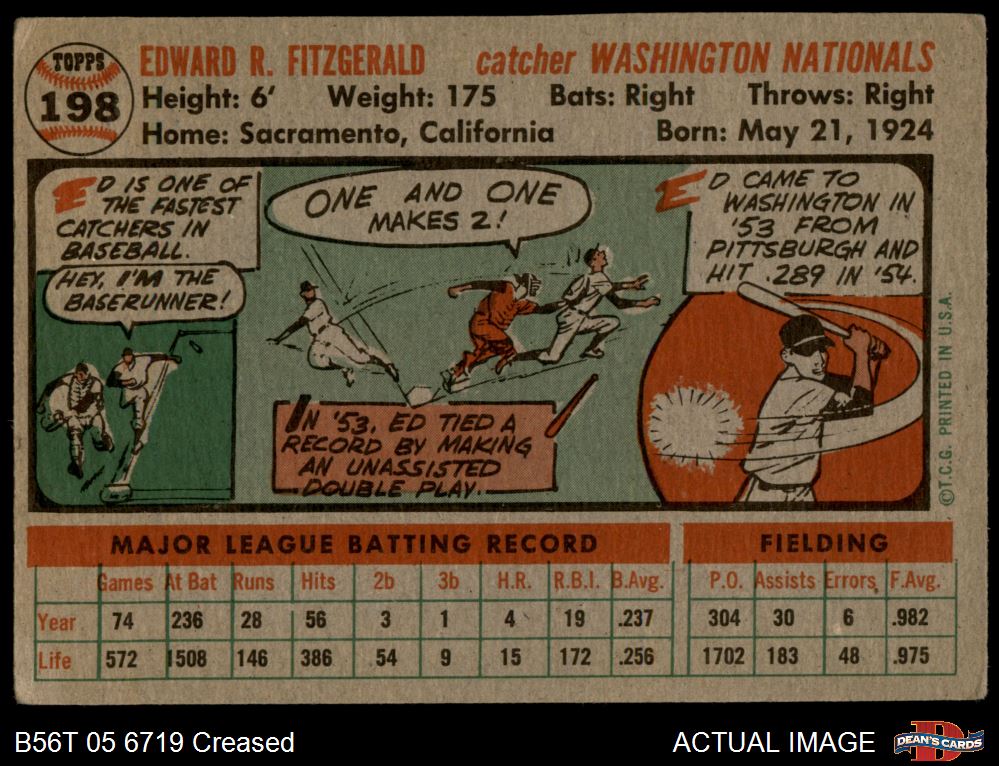 TOPPS
198
EDWARD R. FITZGERALD catcher WASHINGTON NATIONALS
Height: 6' Weight: 175 Bats: Right Throws: Right
Home: Sacramento, California Born: May 21, 1924
ED IS ONE OF
THE FASTEST
CATCHERS IN
BASEBALL.
HEY, I'M THE
BASERUNNER!
ONE AND ONE
MAKES 2!
IN '53, ED TIED A
RECORD BY MAKING
AN UNASSISTED
DOUBLE PLAY.
ED CAME TO
WASHINGTON IN
'53 FROM
PITTSBURGH AND
HIT .289 IN '54.
©T.C.G. PRINTED IN U.S.A.
MAJOR LEAGUE BATTING RECORD FIELDING
Games At Bat Runs Hits 2b 3b H.R. R.B.I. B.Avg. P.O. Assists Errors F.Avg.
Year 74 236 28 56 3 1 4 19 .237 304 30 6 .982
Life 572 1508 146 386 54 9 15 172 .256 1702 183 48 .975
B56T 05 6719 Creased ACTUAL IMAGE DEAN'S CARDS